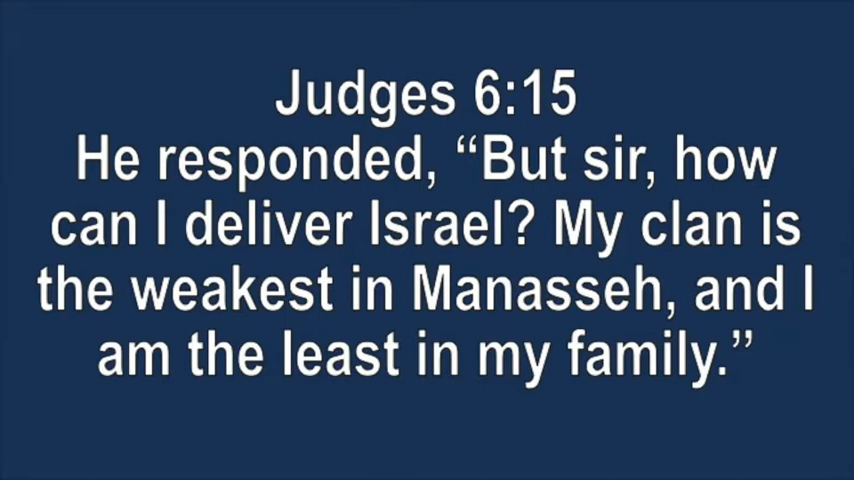 Judges 6:15
He responded, “But sir, how
can I deliver Israel? My clan is
the weakest in Manasseh, and I
am the least in my family.”